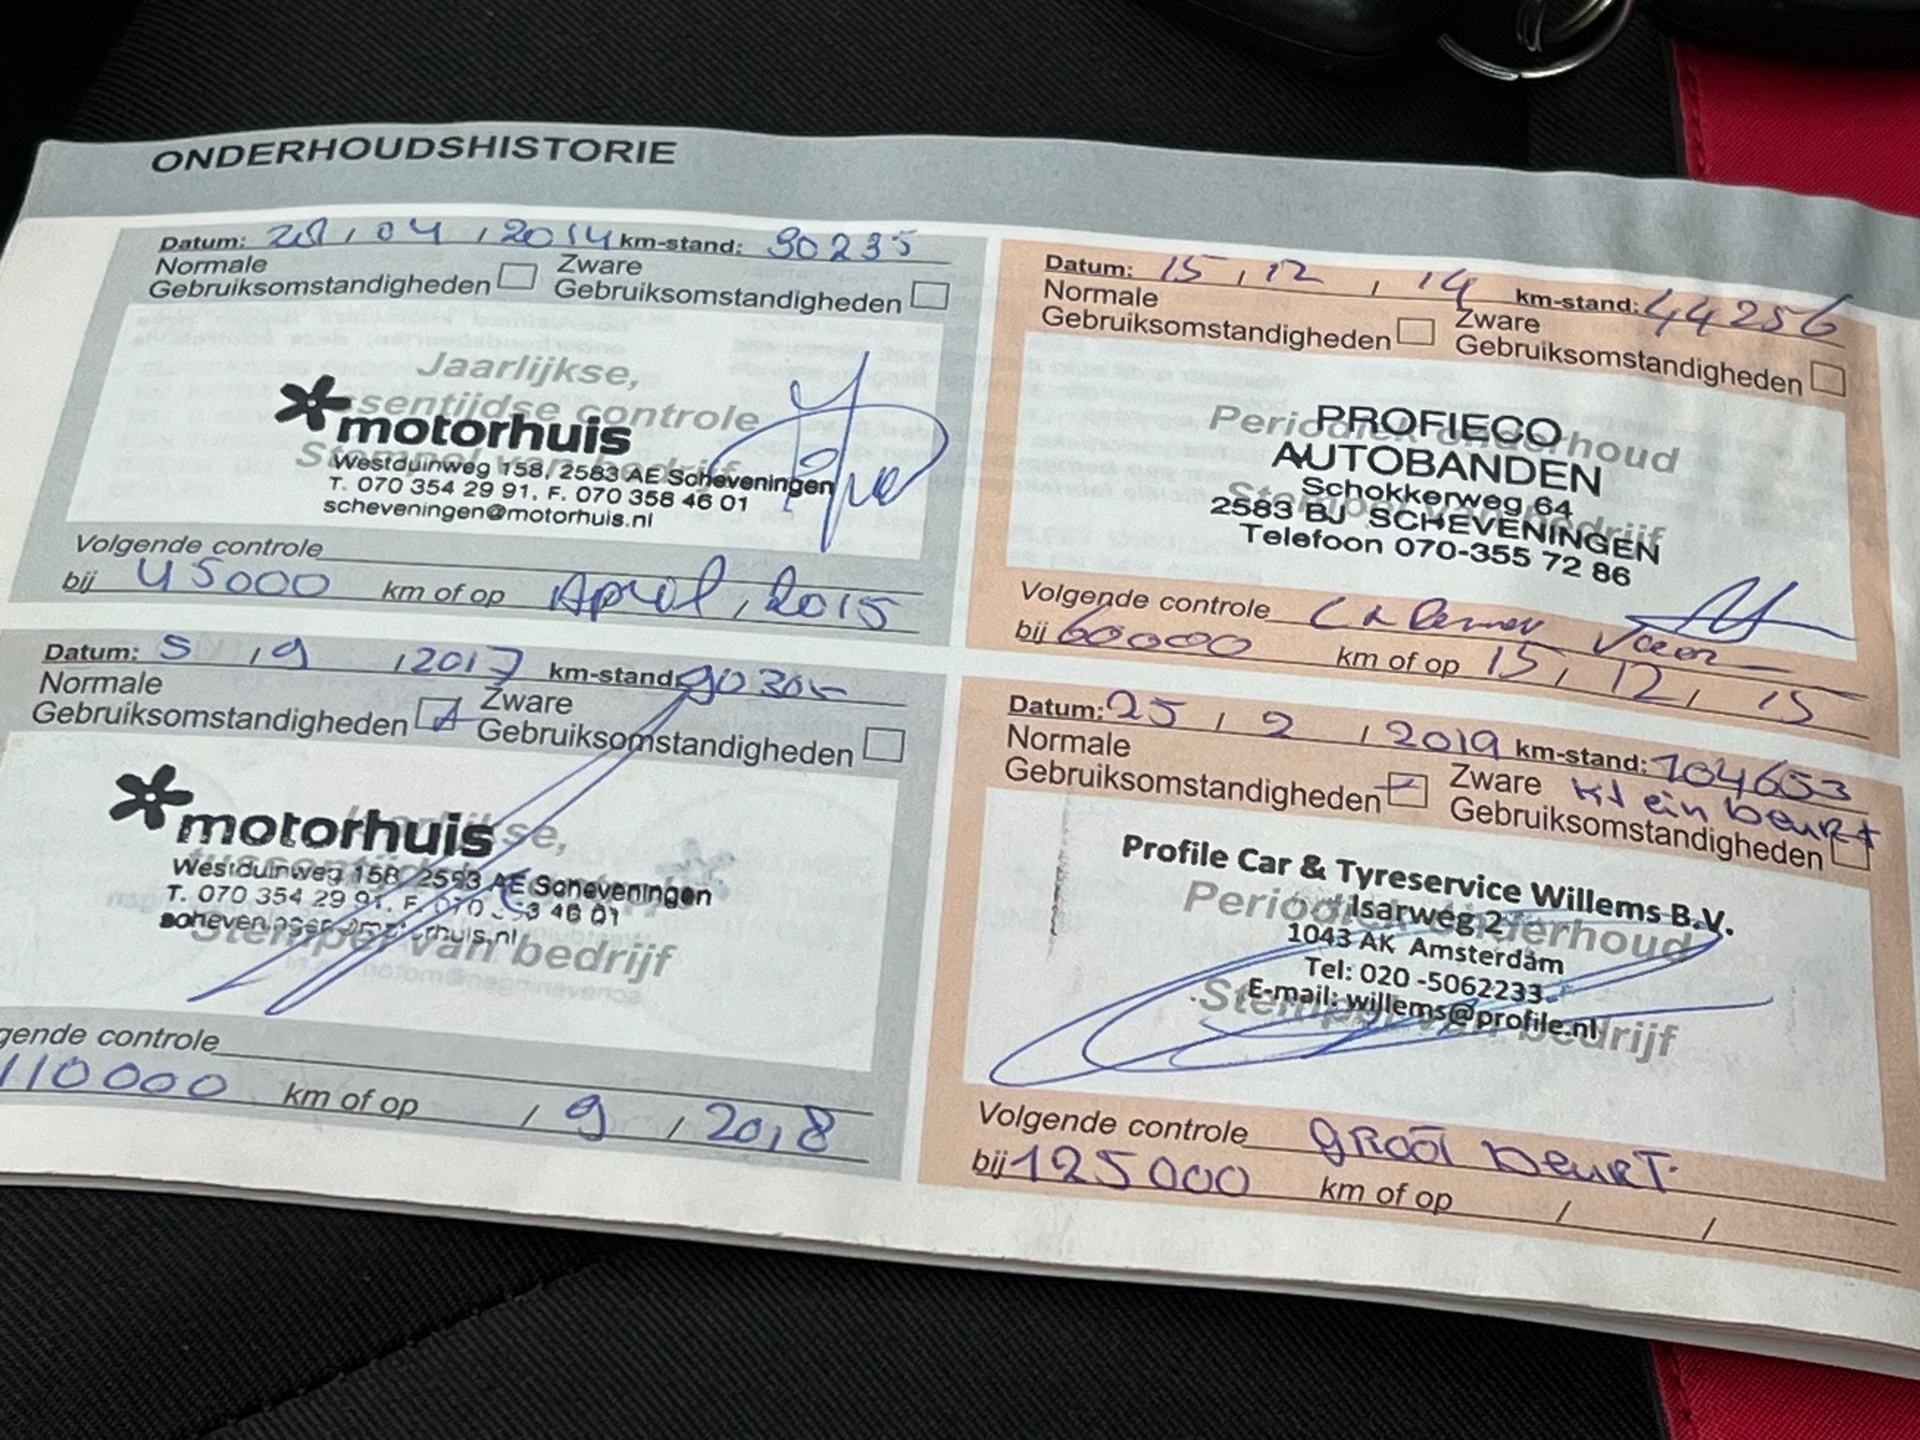 ONDERHOUDSHISTORIE
Datum: 28 / 04 / 2014 km-stand: 30235
Normale Gebruiksomstandigheden
Zware Gebruiksomstandigheden
Jaarlijkse,
ssentijdse controle
motorhuis
Stempel van bedrijf
Westduinweg 158, 2583 AE Scheveningen
T. 070 354 29 91, F. 070 358 46 01
scheveningen@motorhuis.nl
Volgende controle
bij 45000 km of op April, 2015
Datum: 15 / 12 / 14 km-stand: 44256
Normale Gebruiksomstandigheden
Zware Gebruiksomstandigheden
Periodiek onderhoud
PROFIECO
AUTOBANDEN
Stempel van bedrijf
Schokkerweg 64
2583 BJ SCHEVENINGEN
Telefoon 070-355 72 86
Volgende controle
bij 60000 km of op 15 / 12 / 15
Datum: 5 / 9 / 2017 km-stand: 90305
Normale Gebruiksomstandigheden
Zware Gebruiksomstandigheden
motorhuis
Westduinweg 158, 2583 AE Scheveningen
T. 070 354 29 91, F. 070 46 01
Stempel van bedrijf
gende controle
110000 km of op / 9 / 2018
Datum: 25 / 2 / 2019 km-stand: 104653
Normale Gebruiksomstandigheden
Zware Gebruiksomstandigheden
klein beurt
Profile Car & Tyreservice Willems B.V.
Periodiek onderhoud
Isarweg 2
1043 AK Amsterdam
Tel: 020 -5062233
E-mail: willems@profile.nl
Stempel van bedrijf
Volgende controle groot beurt.
bij 125000 km of op / /